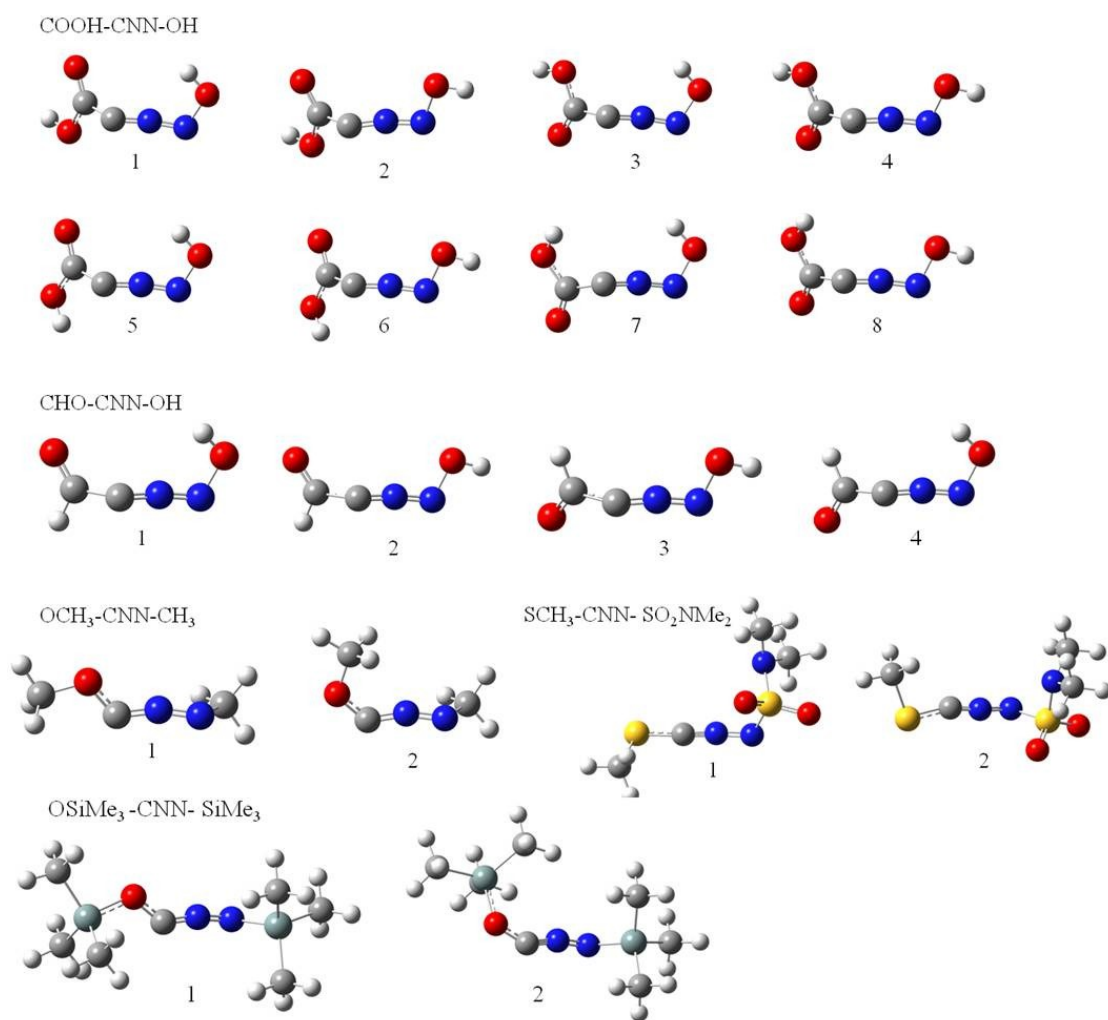 COOH-CNN-OH
1 2 3 4
5 6 7 8
CHO-CNN-OH
1 2 3 4
OCH₃-CNN-CH₃ SCH₃-CNN- SO₂NMe₂
1 2 1 2
OSiMe₃ -CNN- SiMe₃
1 2